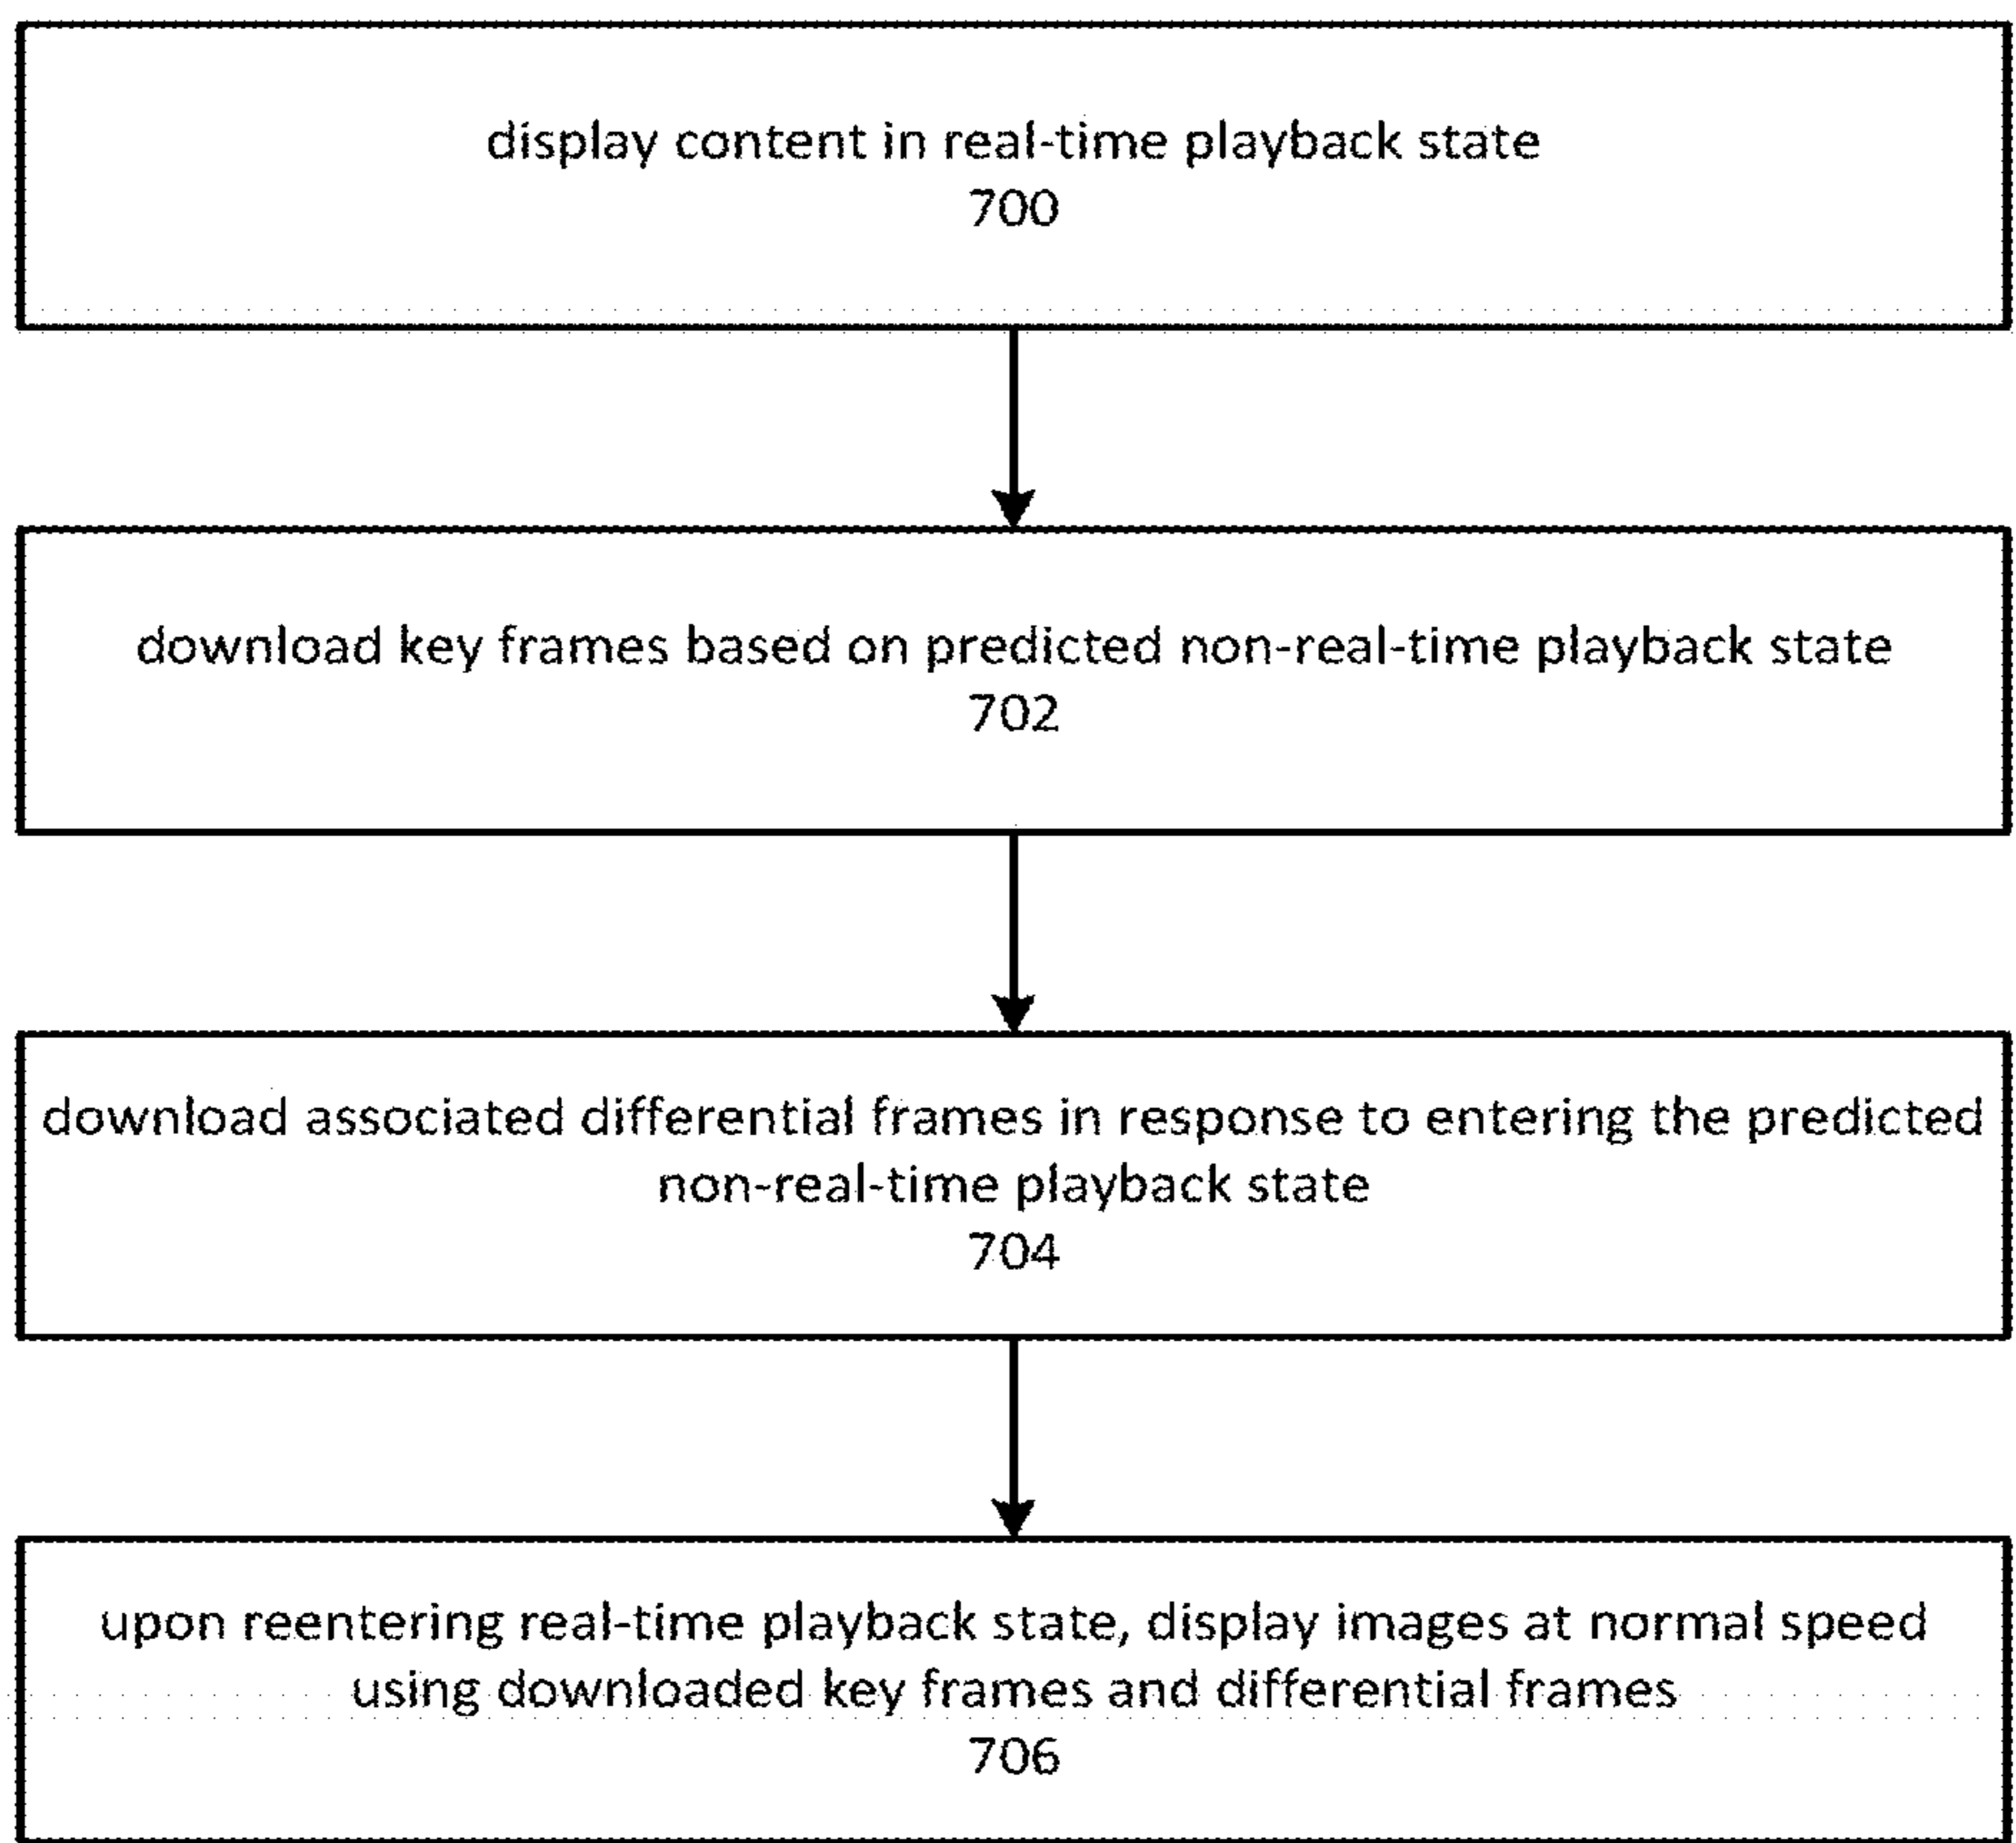 display content in real-time playback state
700
download key frames based on predicted non-real-time playback state
702
download associated differential frames in response to entering the predicted
non-real-time playback state
704
upon reentering real-time playback state, display images at normal speed
using downloaded key frames and differential frames
706